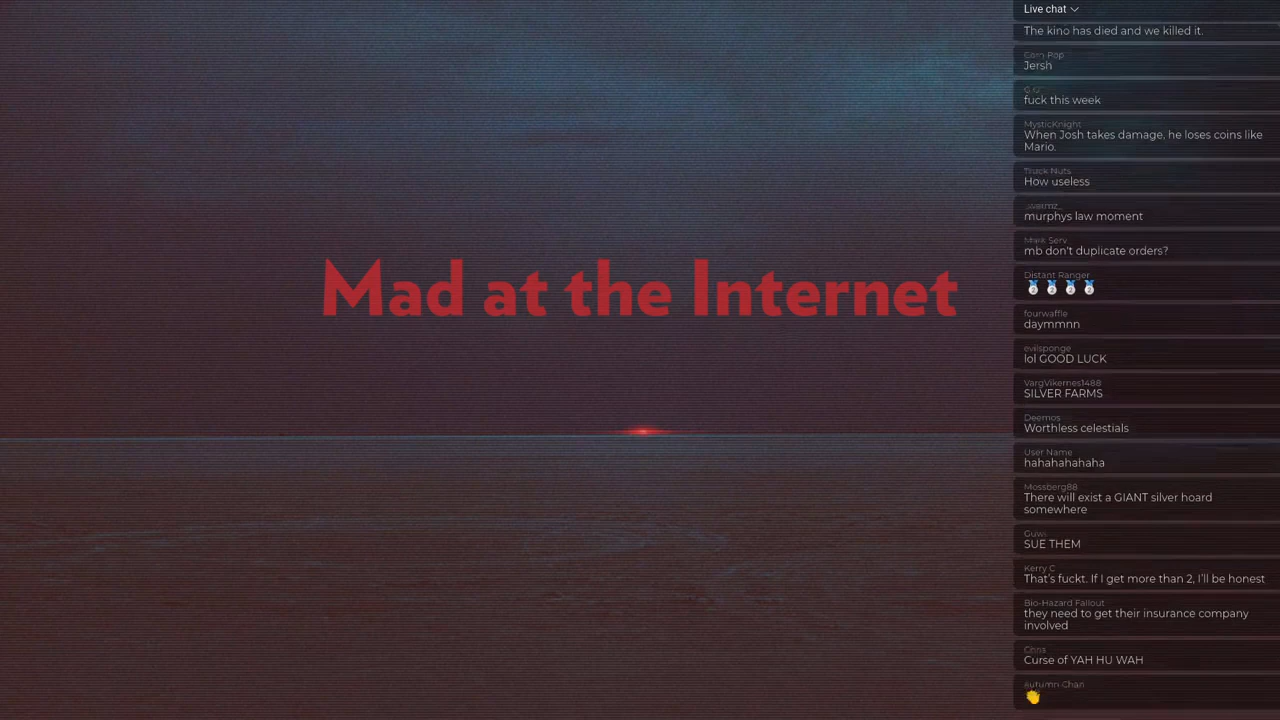 Live chat
The kino has died and we killed it.
Corn Pop
Jersh
fuck this week
MysticKnight
When Josh takes damage, he loses coins like
Mario.
Truck Nuts
How useless
murphys law moment
Mark Serv
mb don't duplicate orders?
Distant Ranger
Mad at the Internet
fourwaffle
daymmnn
evilsponge
lol GOOD LUCK
VargVikernes1488
SILVER FARMS
Deemos
Worthless celestials
User Name
hahahahahaha
Mossberg88
There will exist a GIANT silver hoard
somewhere
Guwi
SUE THEM
Kerry C
That's fuckt. If I get more than 2, I'll be honest
Bio-Hazard Fallout
they need to get their insurance company
involved
Chris
Curse of YAH HU WAH
Autumn-Chan